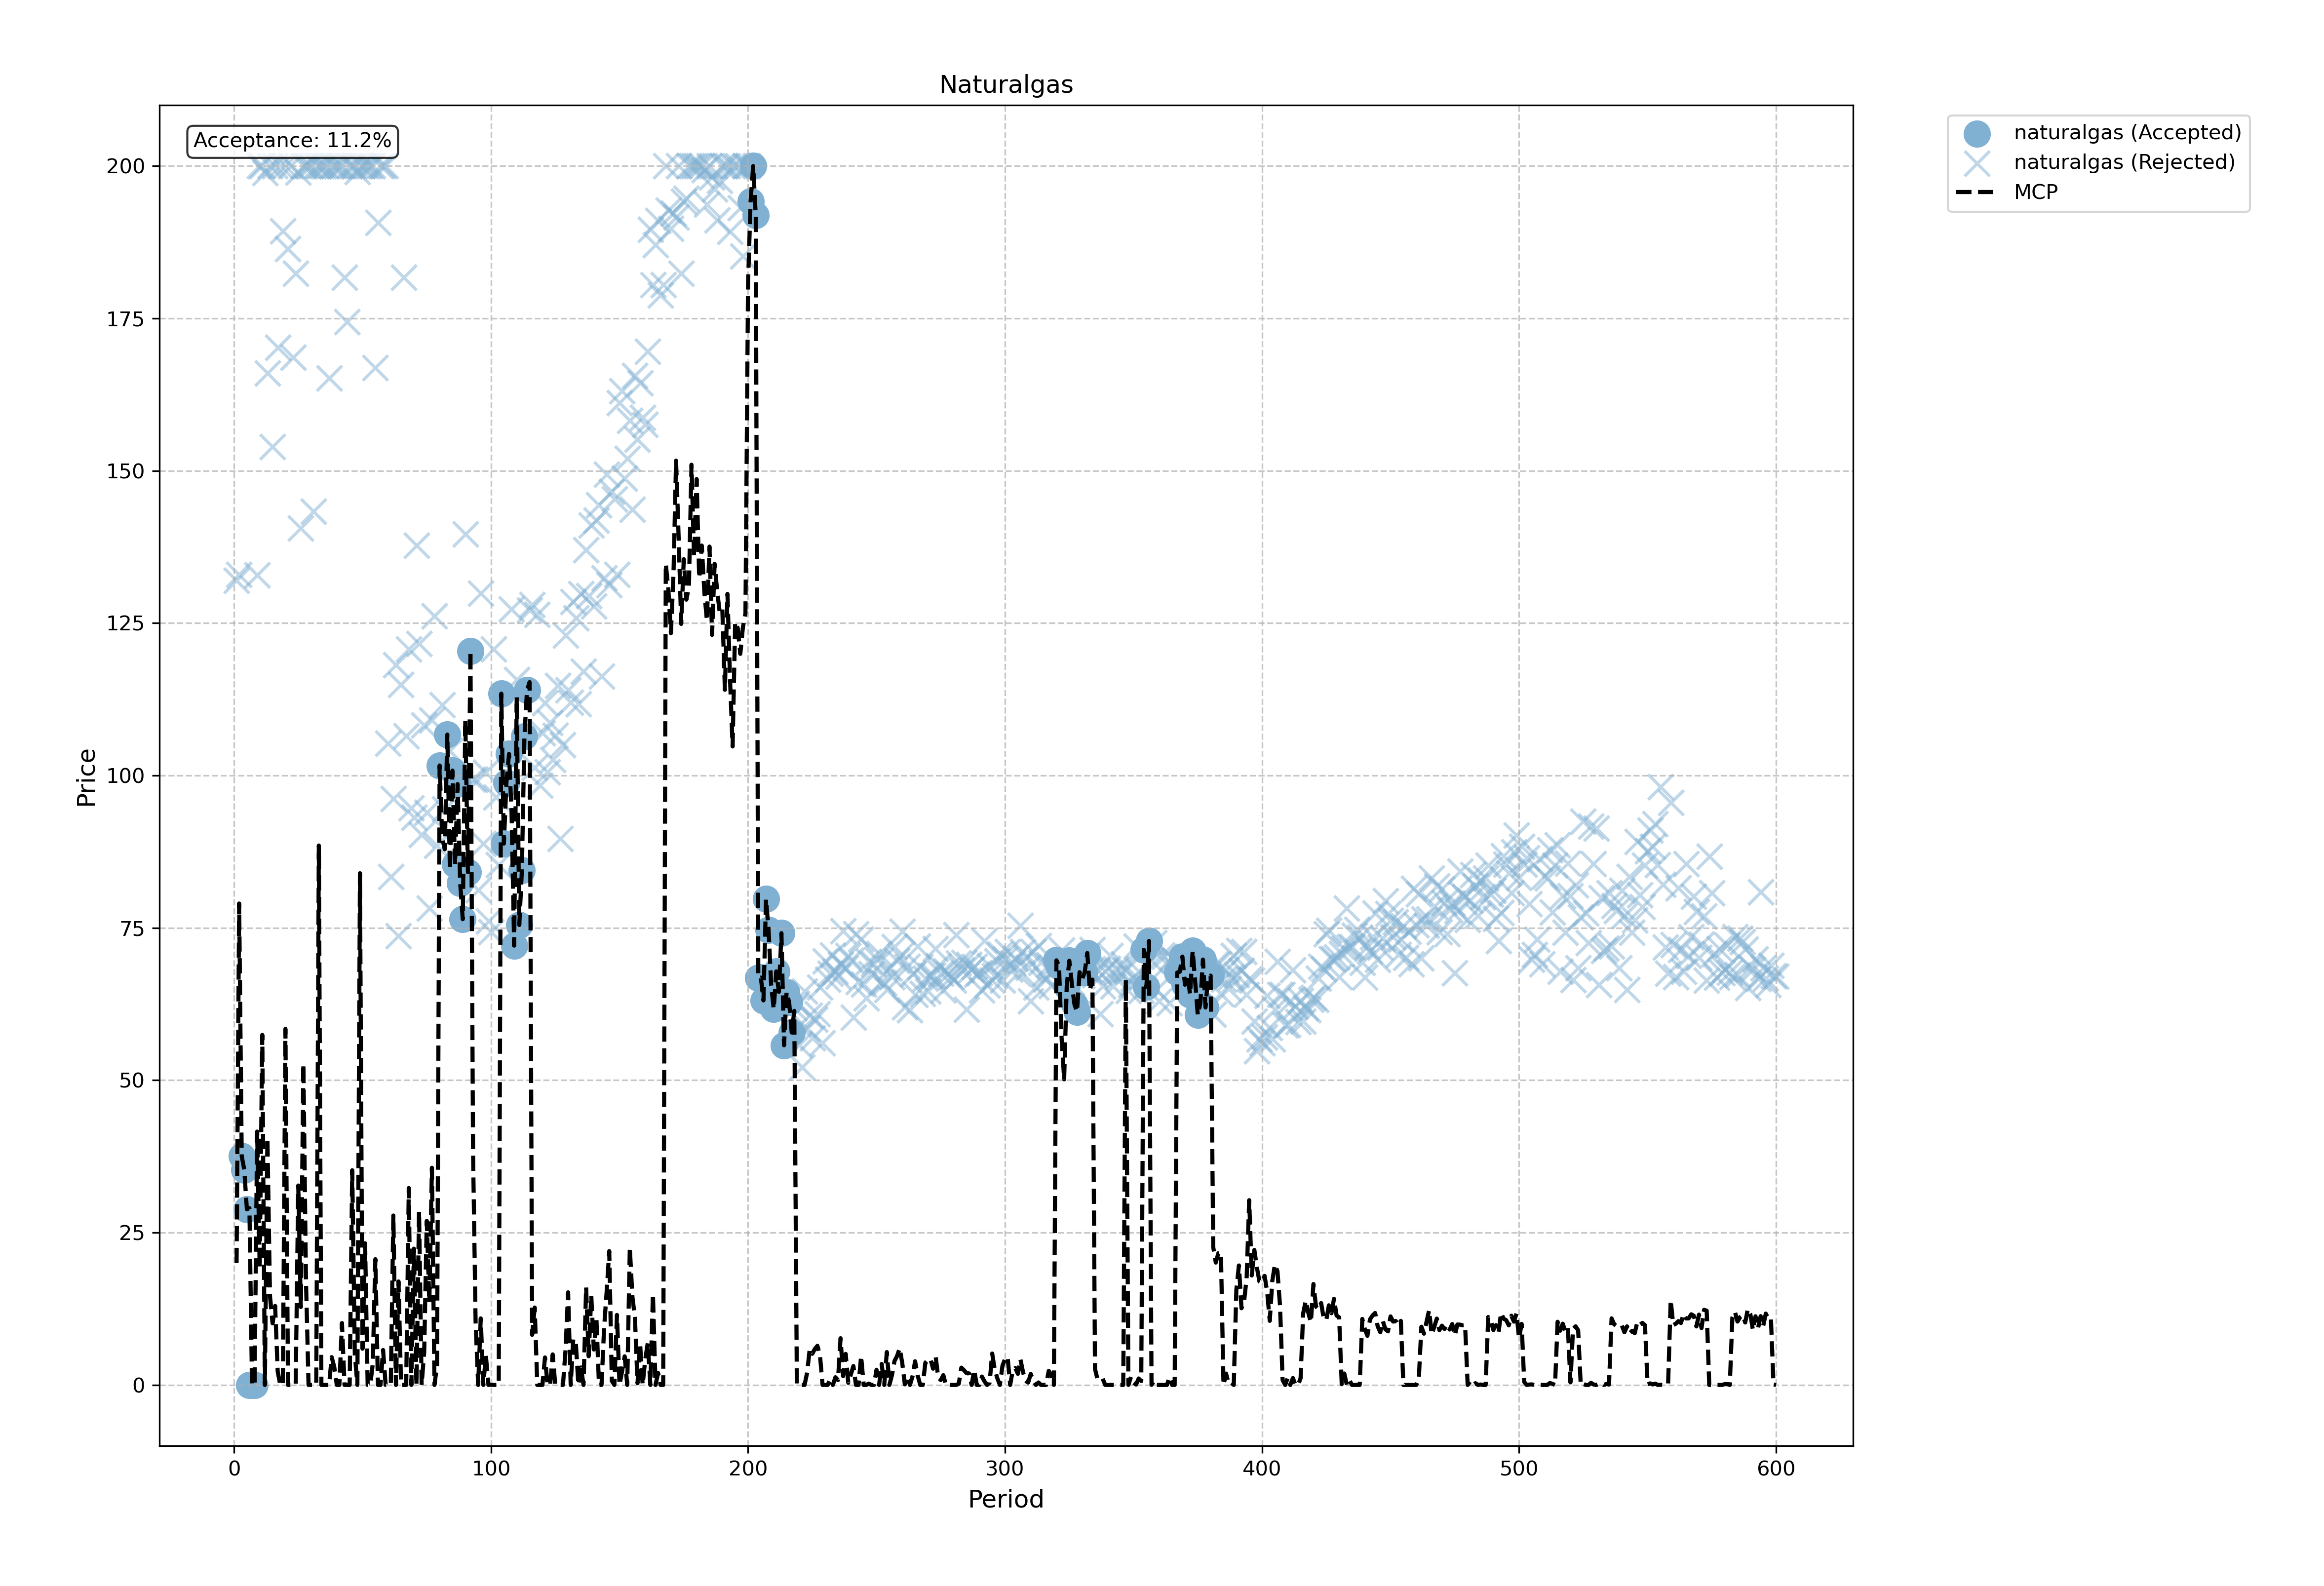 Naturalgas
Acceptance: 11.2%
naturalgas (Accepted)
naturalgas (Rejected)
MCP
200
175
150
125
100
75
50
25
0
Price
0 100 200 300 400 500 600
Period